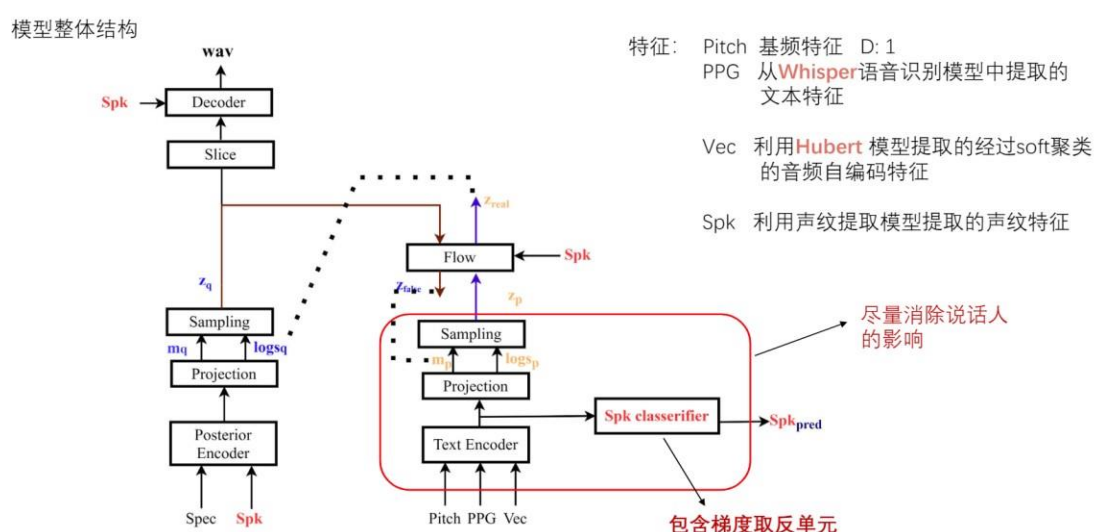 模型整体结构
wav
Spk
Decoder
Slice
z_real
Flow
Spk
z_q
z_false
z_p
Sampling
Sampling
m_q
logs_q
m_p
logs_p
Projection
Projection
Posterior
Encoder
Text Encoder
Spk classerifier
Spk_pred
Spec
Spk
Pitch
PPG
Vec
特征: Pitch 基频特征 D: 1
PPG 从Whisper语音识别模型中提取的
文本特征
Vec 利用Hubert 模型提取的经过soft聚类
的音频自编码特征
Spk 利用声纹提取模型提取的声纹特征
尽量消除说话人
的影响
包含梯度取反单元